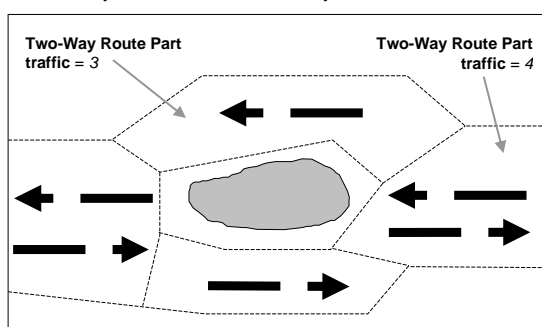 Two-Way Route Part
traffic = 3
Two-Way Route Part
traffic = 4